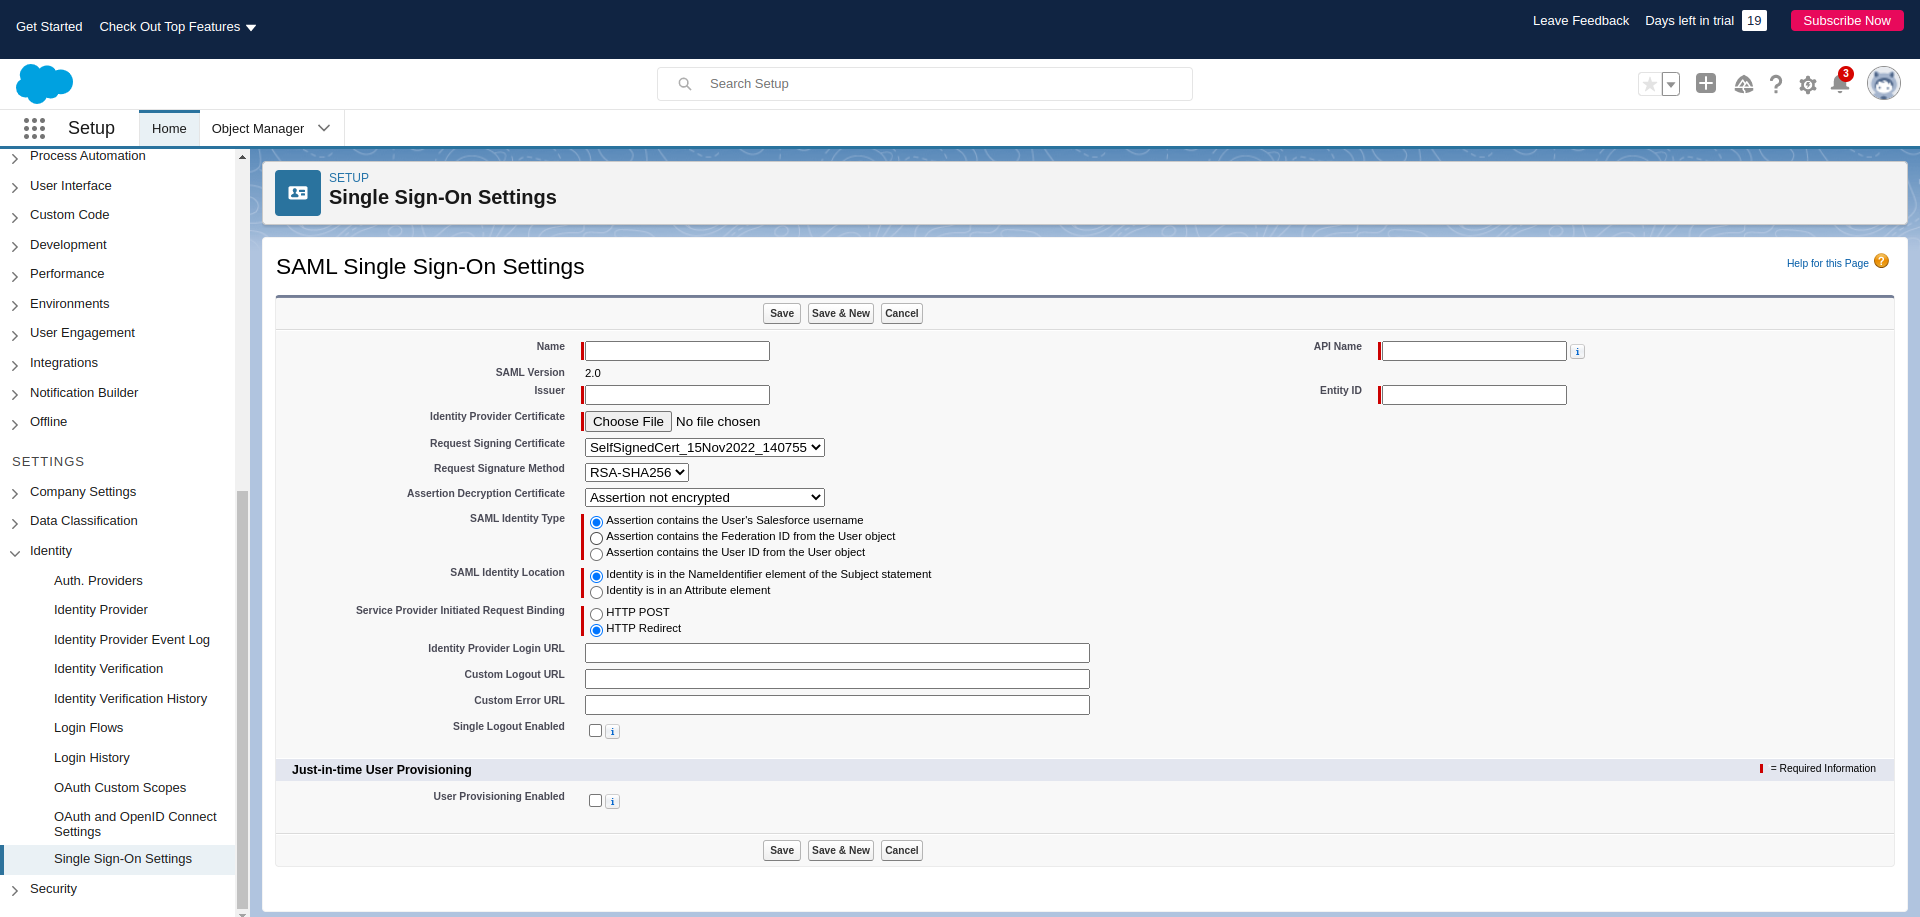 Get Started Check Out Top Features
Leave Feedback Days left in trial 19 Subscribe Now
Search Setup
3
Setup Home Object Manager
Process Automation
User Interface
Custom Code
Development
Performance
Environments
User Engagement
Integrations
Notification Builder
Offline
SETTINGS
Company Settings
Data Classification
Identity
Auth. Providers
Identity Provider
Identity Provider Event Log
Identity Verification
Identity Verification History
Login Flows
Login History
OAuth Custom Scopes
OAuth and OpenID Connect
Settings
Single Sign-On Settings
Security
SETUP
Single Sign-On Settings
SAML Single Sign-On Settings
Help for this Page ?
Save Save & New Cancel
Name
API Name i
SAML Version 2.0
Issuer
Entity ID
Identity Provider Certificate Choose File No file chosen
Request Signing Certificate SelfSignedCert_15Nov2022_140755
Request Signature Method RSA-SHA256
Assertion Decryption Certificate Assertion not encrypted
SAML Identity Type Assertion contains the User's Salesforce username
Assertion contains the Federation ID from the User object
Assertion contains the User ID from the User object
SAML Identity Location Identity is in the NameIdentifier element of the Subject statement
Identity is in an Attribute element
Service Provider Initiated Request Binding HTTP POST
HTTP Redirect
Identity Provider Login URL
Custom Logout URL
Custom Error URL
Single Logout Enabled i
Just-in-time User Provisioning
= Required Information
User Provisioning Enabled i
Save Save & New Cancel